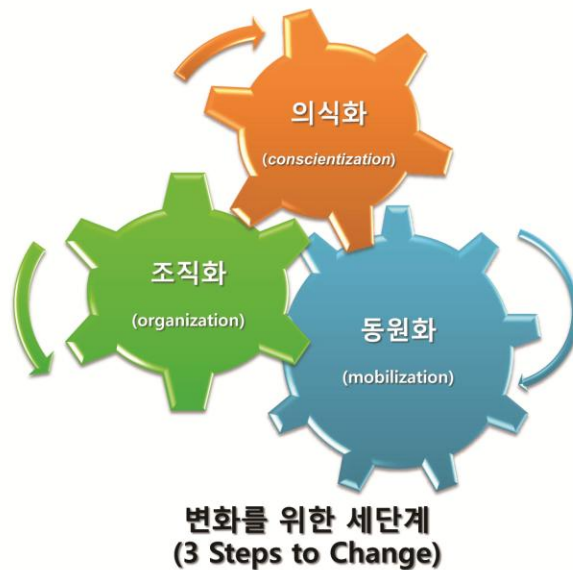 의식화
(conscientization)
조직화
(organization)
동원화
(mobilization)
변화를 위한 세단계
(3 Steps to Change)